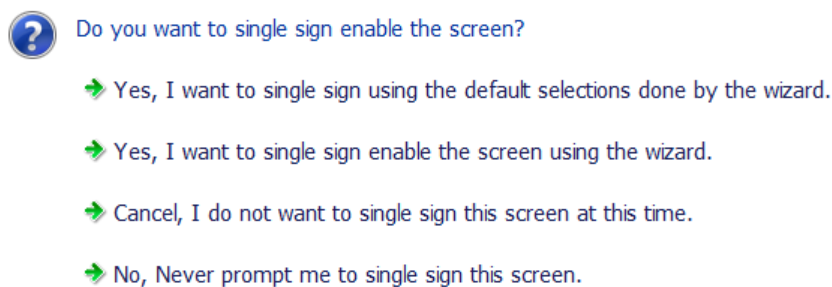 Do you want to single sign enable the screen?
Yes, I want to single sign using the default selections done by the wizard.
Yes, I want to single sign enable the screen using the wizard.
Cancel, I do not want to single sign this screen at this time.
No, Never prompt me to single sign this screen.